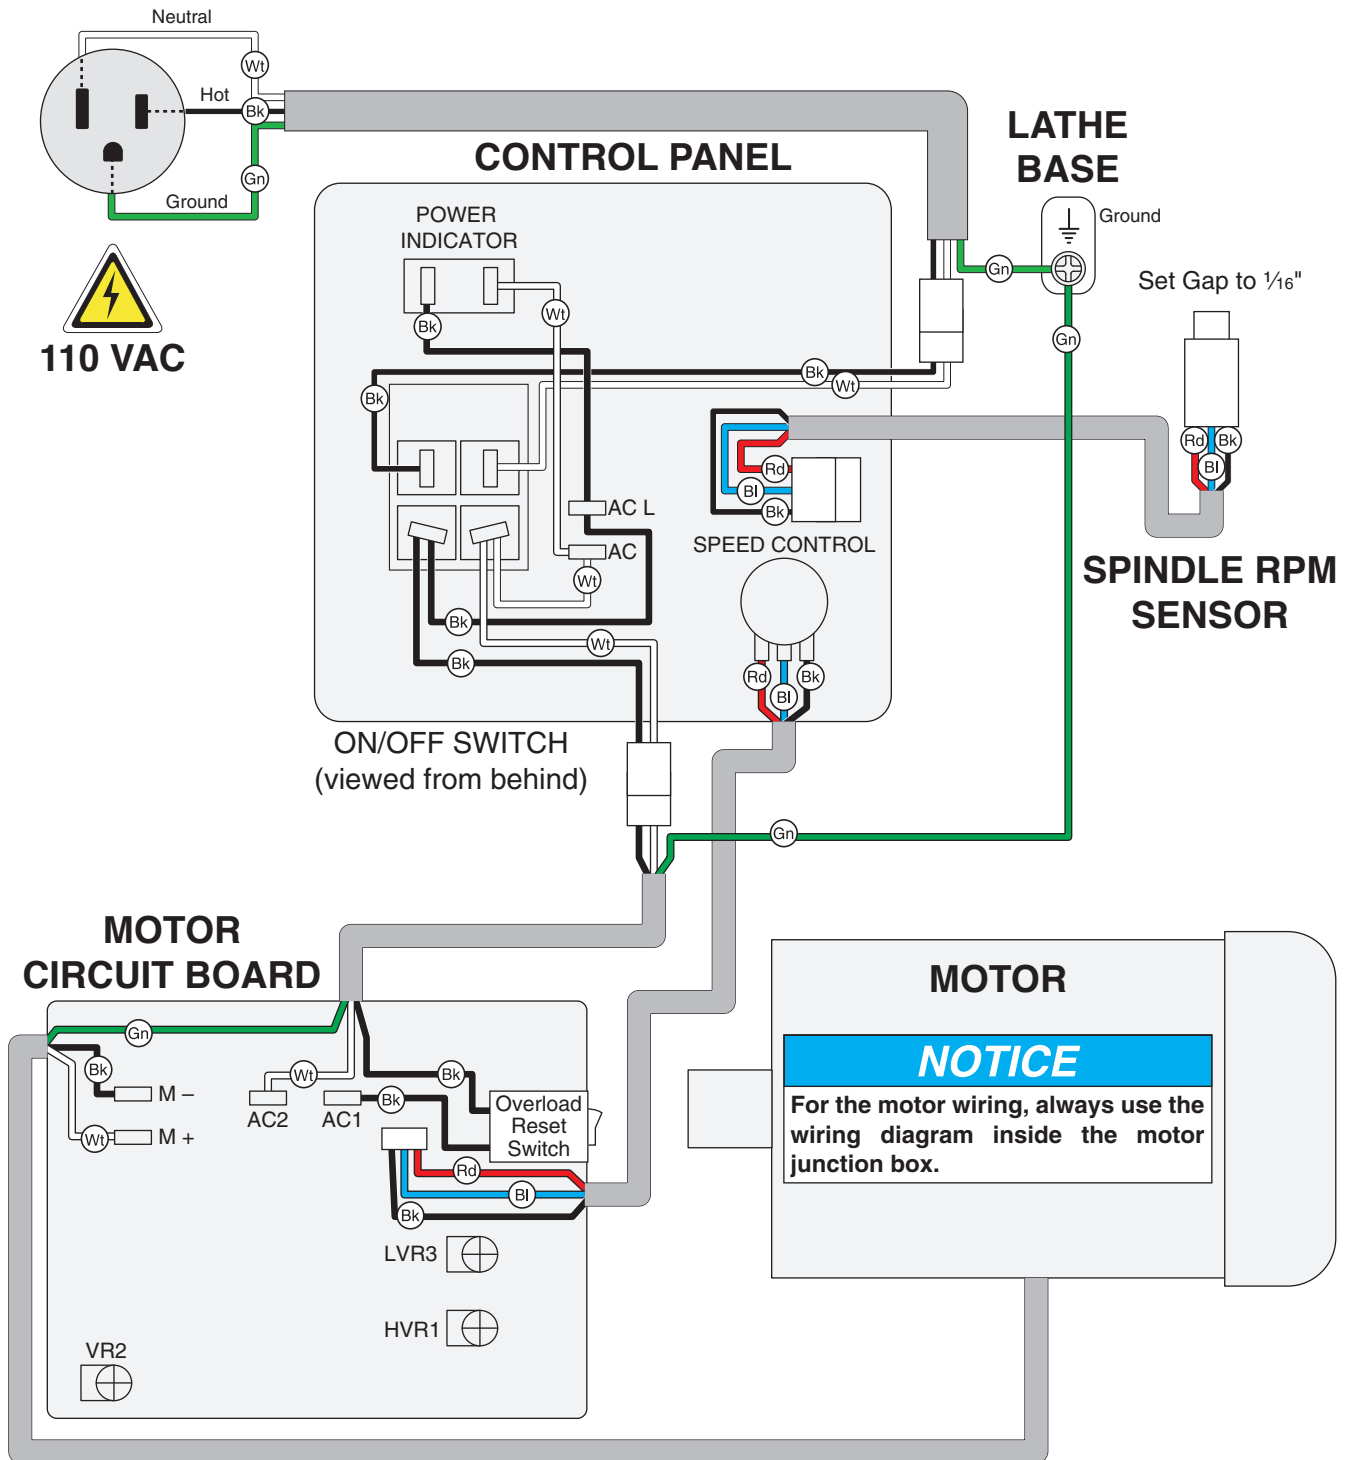 Neutral
Wt
Hot
Bk
Gn
Ground
110 VAC
CONTROL PANEL
LATHE
BASE
Ground
Gn
Gn
Set Gap to 1⁄16"
Rd
Bk
Bl
SPINDLE RPM
SENSOR
POWER
INDICATOR
Bk
Wt
Bk
Wt
Bk
AC L
AC
Wt
Bk
Wt
Bk
Rd
Bl
Bk
SPEED CONTROL
Rd
Bk
Bl
ON/OFF SWITCH
(viewed from behind)
Gn
MOTOR
CIRCUIT BOARD
Gn
Bk
M –
Wt
M +
Wt
AC2
AC1
Bk
Bk
Overload
Reset
Switch
Rd
Bl
Bk
LVR3
HVR1
VR2
MOTOR
NOTICE
For the motor wiring, always use the
wiring diagram inside the motor
junction box.